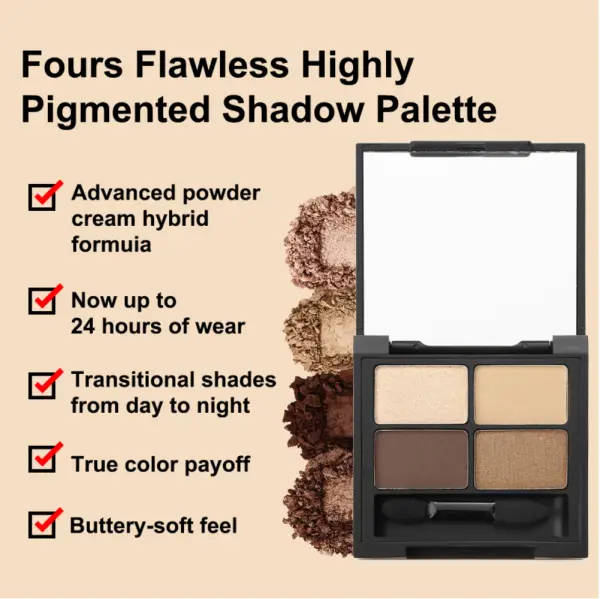 Fours Flawless Highly
Pigmented Shadow Palette
Advanced powder
cream hybrid
formuia
Now up to
24 hours of wear
Transitional shades
from day to night
True color payoff
Buttery-soft feel